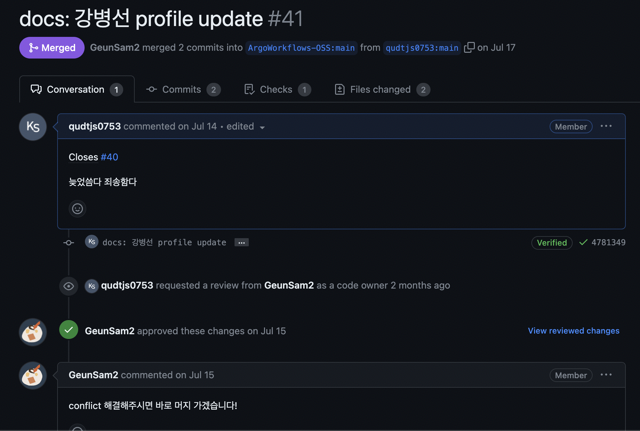 docs: 강병선 profile update #41
Merged GeunSam2 merged 2 commits into ArgoWorkflows-OSS:main from qudtjs0753:main on Jul 17
Conversation 1 Commits 2 Checks 1 Files changed 2
KS qudtjs0753 commented on Jul 14 • edited Member ...
Closes #40
늦었씀다 죄송함다
KS docs: 강병선 profile update ... Verified 4781349
KS qudtjs0753 requested a review from GeunSam2 as a code owner 2 months ago
GeunSam2 approved these changes on Jul 15 View reviewed changes
GeunSam2 commented on Jul 15 Member ...
conflict 해결해주시면 바로 머지 가겠습니다!